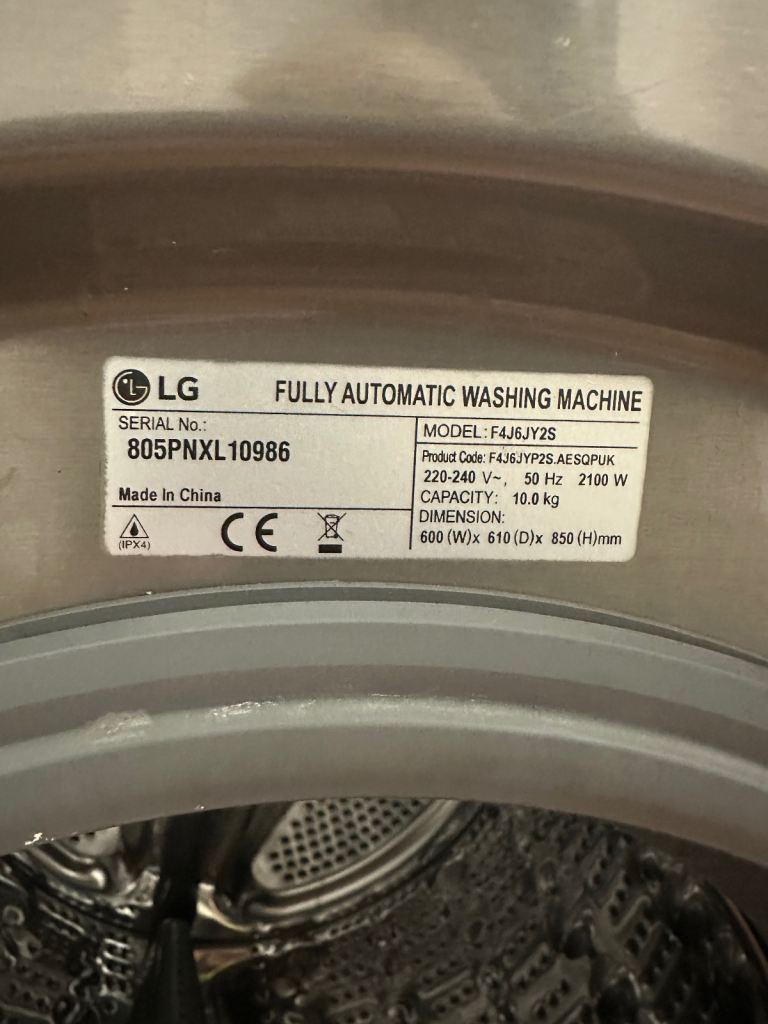 LG FULLY AUTOMATIC WASHING MACHINE
SERIAL No.:
805PNXL10986
Made In China
(IPX4)
CE
MODEL: F4J6JY2S
Product Code: F4J6JYP2S.AESQPUK
220-240 V~, 50 Hz 2100 W
CAPACITY: 10.0 kg
DIMENSION:
600 (W)x 610 (D)x 850 (H)mm